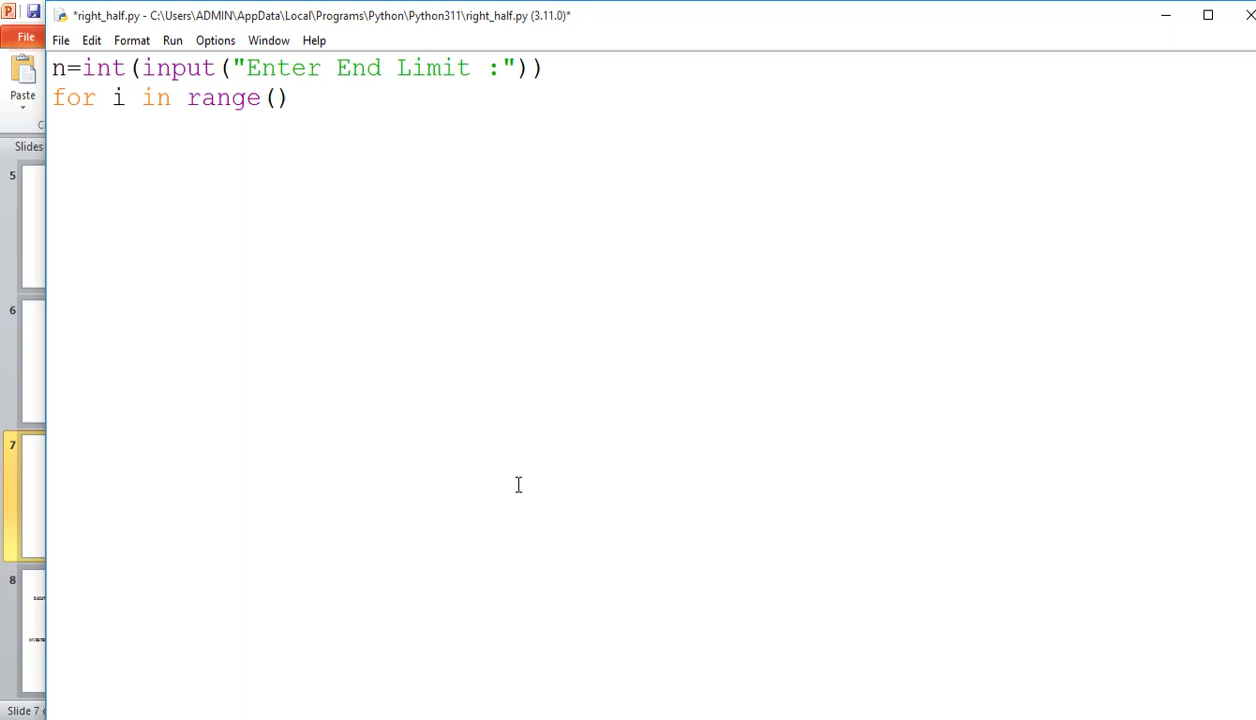 *right_half.py - C:\Users\ADMIN\AppData\Local\Programs\Python\Python311\right_half.py (3.11.0)*
File
File Edit Format Run Options Window Help
n=int(input("Enter End Limit :"))
for i in range()
Paste
C
Slides
5
6
7
8
Slide 7